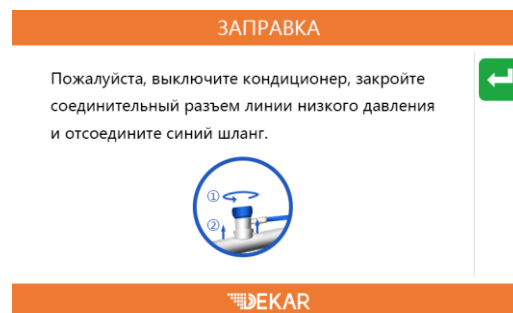 ЗАПРАВКА
Пожалуйста, выключите кондиционер, закройте
соединительный разъем линии низкого давления
и отсоедините синий шланг.
①
②
DEKAR